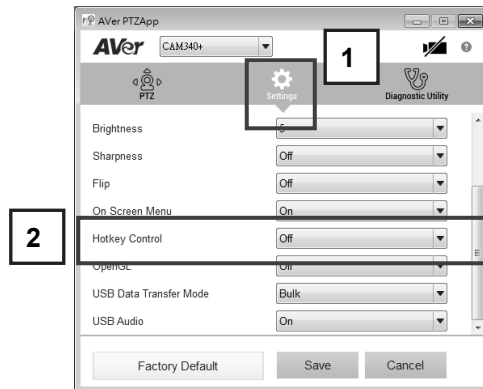 AVer PTZApp
AVer CAM340+
1
PTZ Settings Diagnostic Utility
Brightness 5
Sharpness Off
Flip Off
On Screen Menu On
2
Hotkey Control Off
OpenGL Off
USB Data Transfer Mode Bulk
USB Audio On
Factory Default Save Cancel